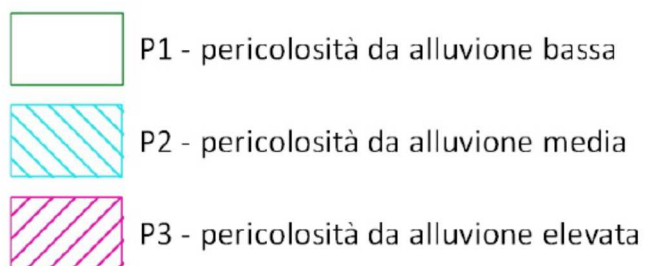 P1 - pericolosità da alluvione bassa
P2 - pericolosità da alluvione media
P3 - pericolosità da alluvione elevata